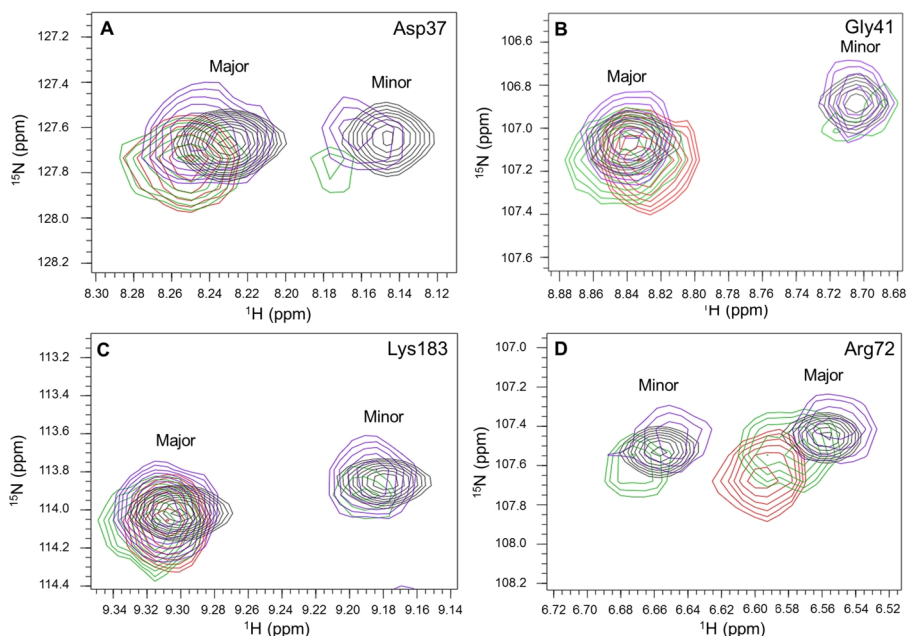 A
Asp37
Major
Minor
127.2
127.4
127.6
127.8
128.0
128.2
15N (ppm)
8.30 8.28 8.26 8.24 8.22 8.20 8.18 8.16 8.14 8.12
1H (ppm)
B
Gly41
Minor
Major
106.6
106.8
107.0
107.2
107.4
107.6
15N (ppm)
8.88 8.86 8.84 8.82 8.80 8.78 8.76 8.74 8.72 8.70 8.68
H (ppm)
C
Lys183
Minor
Major
113.2
113.4
113.6
113.8
114.0
114.2
114.4
15N (ppm)
9.34 9.32 9.30 9.28 9.26 9.24 9.22 9.20 9.18 9.16 9.14
1H (ppm)
D
Arg72
Major
Minor
107.0
107.2
107.4
107.6
107.8
108.0
108.2
15N (ppm)
6.72 6.70 6.68 6.66 6.64 6.62 6.60 6.58 6.56 6.54 6.52
1H (ppm)